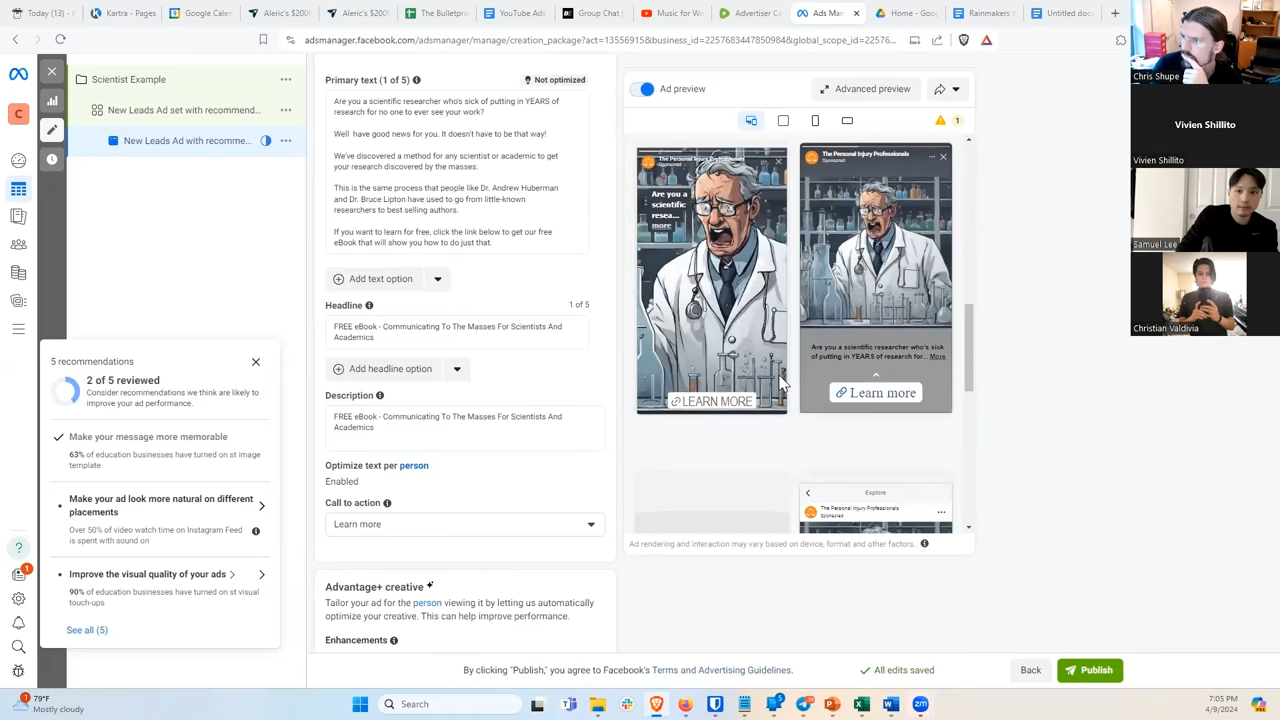 Kartra - Pages
Google Calen
Aleric's $200
Aleric's $200
The Bulletpro
YouTube Ads
Group Chat
Music for Wo
Advertise Car
Ads Man
Home - Goog
Rainmakers
Untitled docu
adsmanager.facebook.com/adsmanager/manage/creation_package?act=13556915&business_id=225768344785098​4&global_scope_id=22576...
Scientist Example
New Leads Ad set with recommend...
New Leads Ad with recomme...
C
Primary text (1 of 5)
Not optimized
Are you a scientific researcher who's sick of putting in YEARS of
research for no one to ever see your work?
Well have good news for you. It doesn't have to be that way!
We've discovered a method for any scientist or academic to get
your research discovered by the masses.
This is the same process that people like Dr. Andrew Huberman
and Dr. Bruce Lipton have used to go from little-known
researchers to best selling authors.
If you want to learn for free, click the link below to get our free
eBook that will show you how to do just that.
Add text option
Headline
1 of 5
FREE eBook - Communicating To The Masses For Scientists And
Academics
Add headline option
Description
FREE eBook - Communicating To The Masses For Scientists And
Academics
Optimize text per person
Enabled
Call to action
Learn more
Advantage+ creative
Tailor your ad for the person viewing it by letting us automatically
optimize your creative. This can help improve performance.
Enhancements
5 recommendations
2 of 5 reviewed
Consider recommendations we think are likely to
improve your ad performance.
Make your message more memorable
63% of education businesses have turned on st image
template
Make your ad look more natural on different
placements
Over 50% of video watch time on Instagram Feed
is spent with sound on
Improve the visual quality of your ads
90% of education businesses have turned on st visual
touch-ups
See all (5)
1
Ad preview
Advanced preview
1
The Personal Injury Professionals
Sponsored
Are you a
scientific
resea...
more
LEARN MORE
The Personal Injury Professionals
Sponsored
Are you a scientific researcher who's sick
of putting in YEARS of research for... More
Learn more
Explore
The Personal Injury Professionals
Sponsored
Ad rendering and interaction may vary based on device, format and other factors.
By clicking "Publish," you agree to Facebook's Terms and Advertising Guidelines.
All edits saved
Back
Publish
Chris Shupe
Vivien Shillito
Vivien Shillito
Samuel Lee
Christian Valdivia
1
79°F
Mostly cloudy
Search
5
7:05 PM
4/9/2024